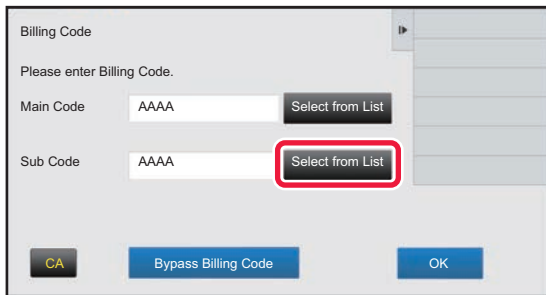 Billing Code
Please enter Billing Code.
Main Code AAAA Select from List
Sub Code AAAA Select from List
CA Bypass Billing Code OK